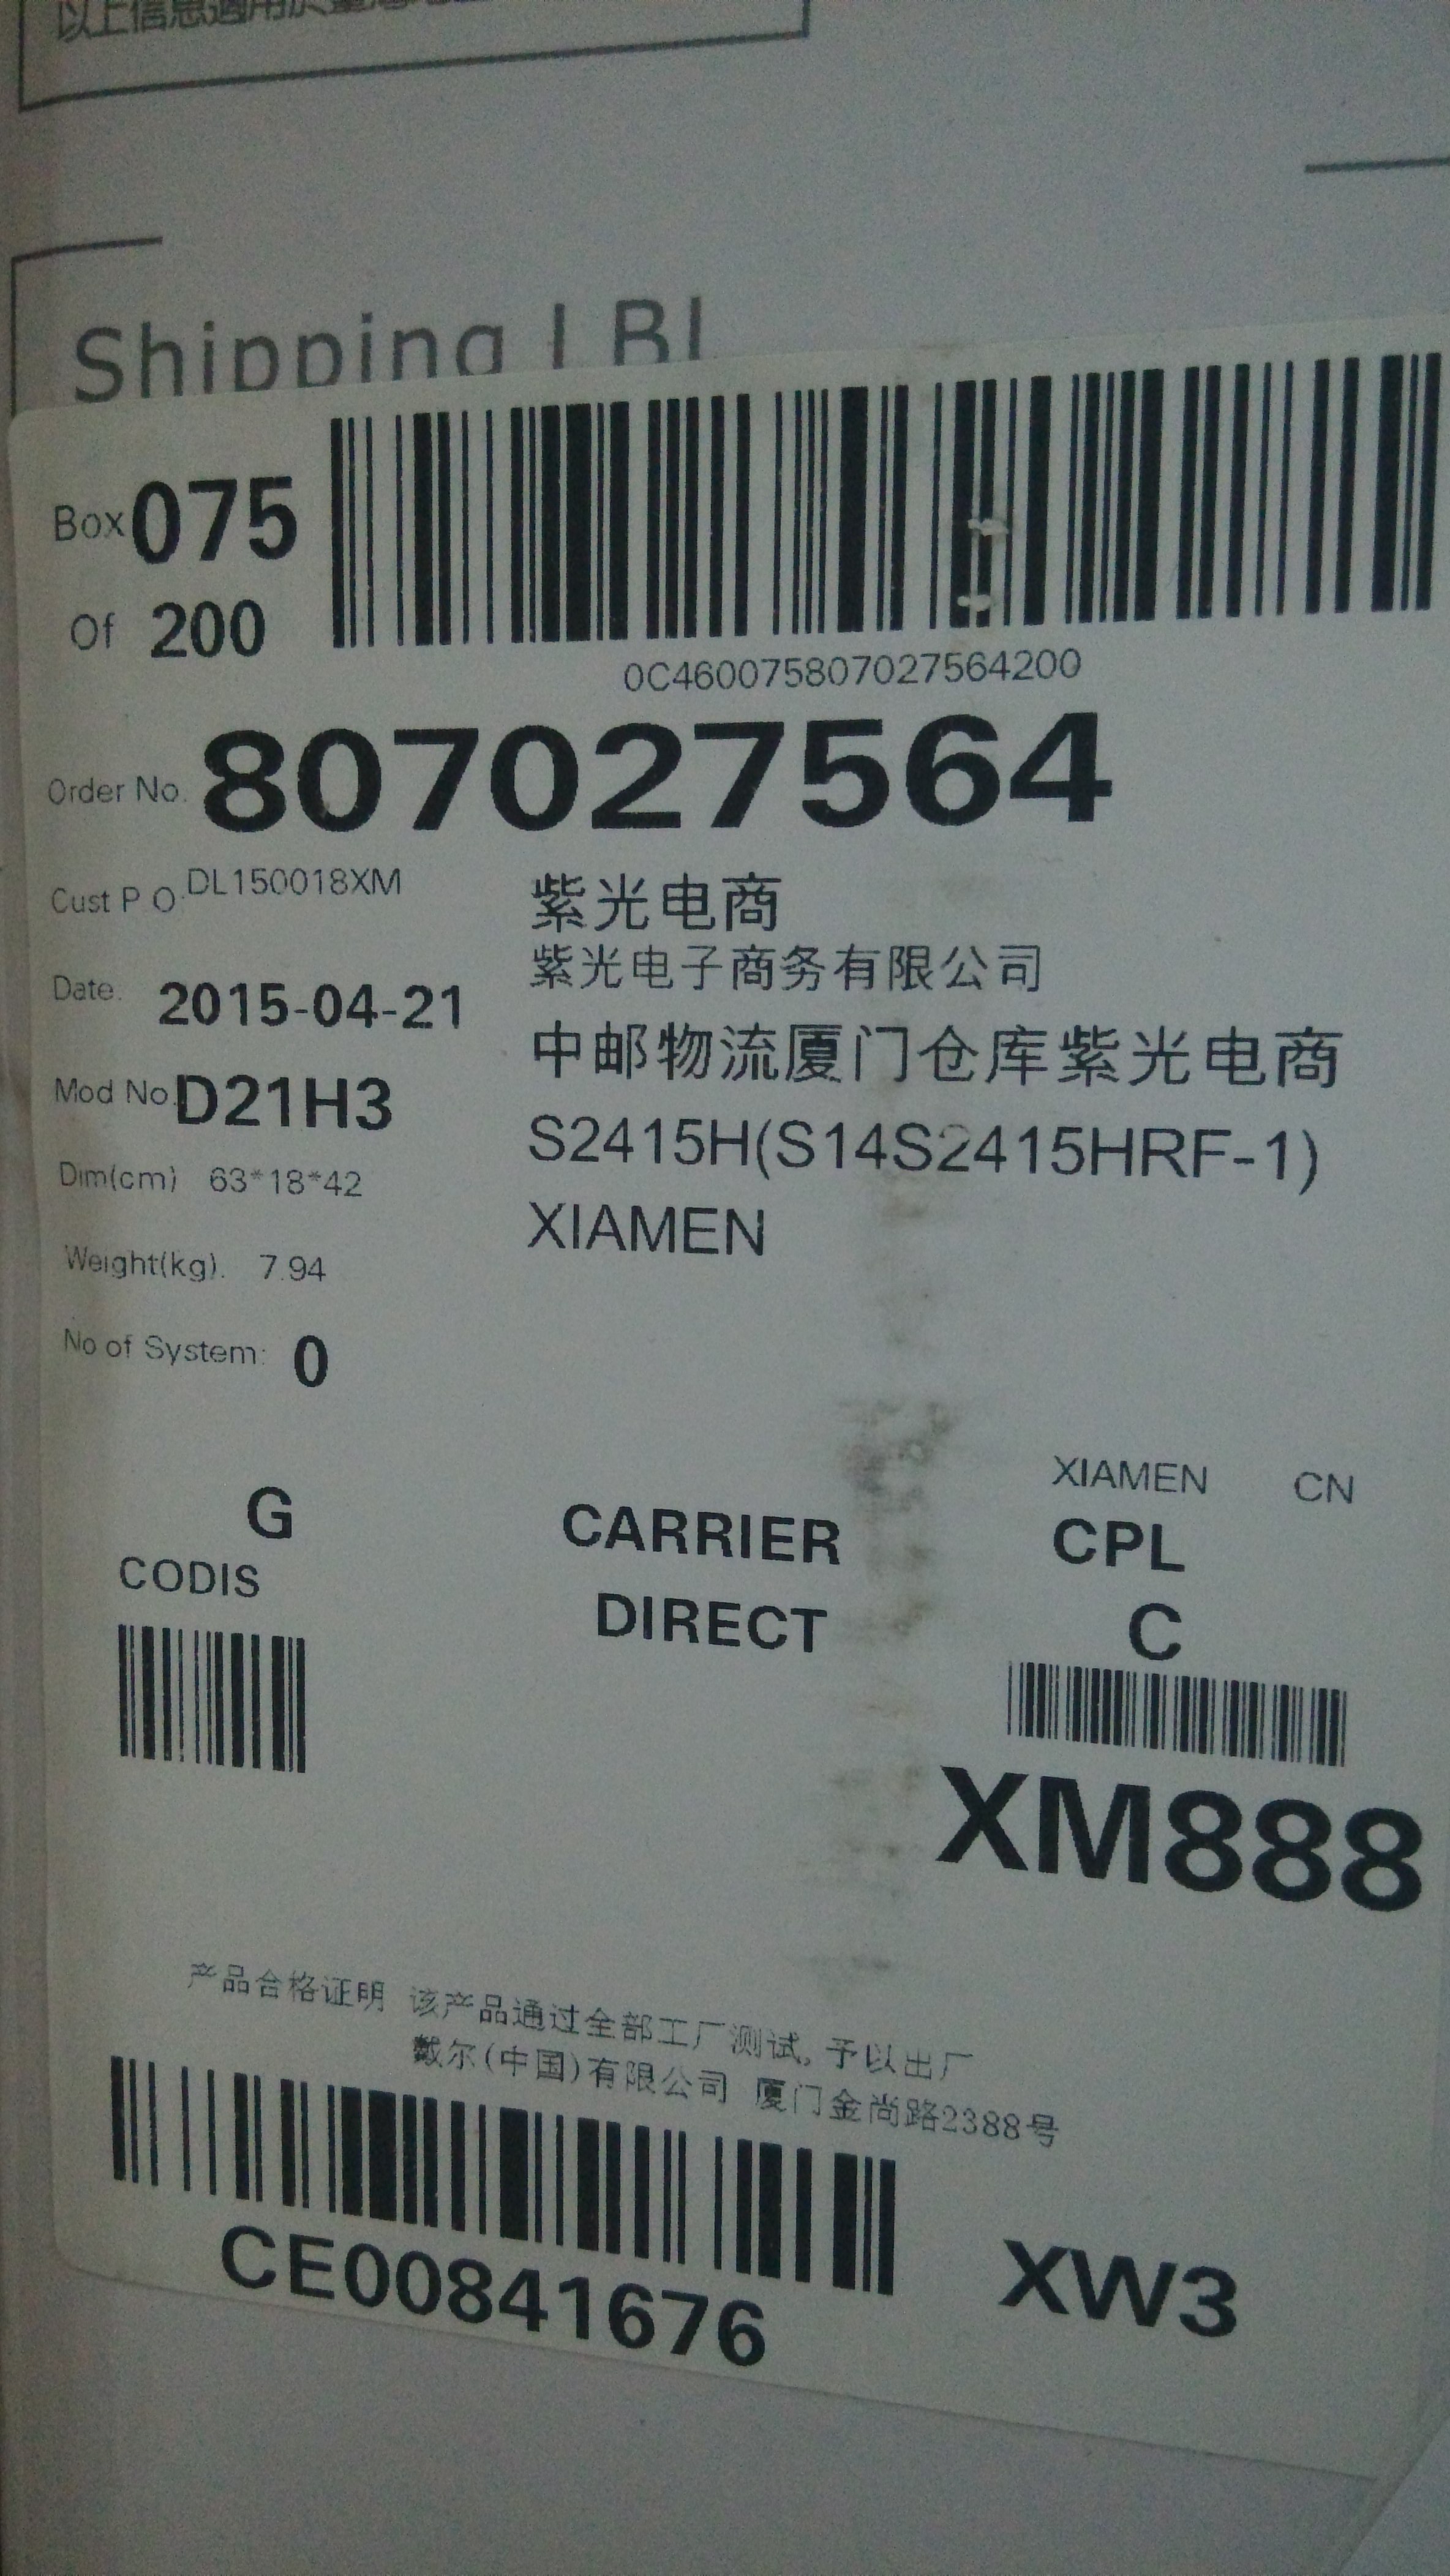 以上信息適用於
Shipping LBL
Box 075
Of 200
0C4600758070275642​00
Order No. 807027564
Cust P O: DL150018XM
紫光电商
紫光电子商务有限公司
Date: 2015-04-21
中邮物流厦门仓库紫光电商
Mod No. D21H3
S2415H(S14S2415HRF-1)
Dim(cm) 63*18*42
XIAMEN
Weight(kg). 7.94
No of System: 0
XIAMEN CN
G
CARRIER
CPL
CODIS
DIRECT
C
XM888
产品合格证明 该产品通过全部工厂测试, 予以出厂
戴尔(中国)有限公司 厦门金尚路2388号
CE00841676
XW3